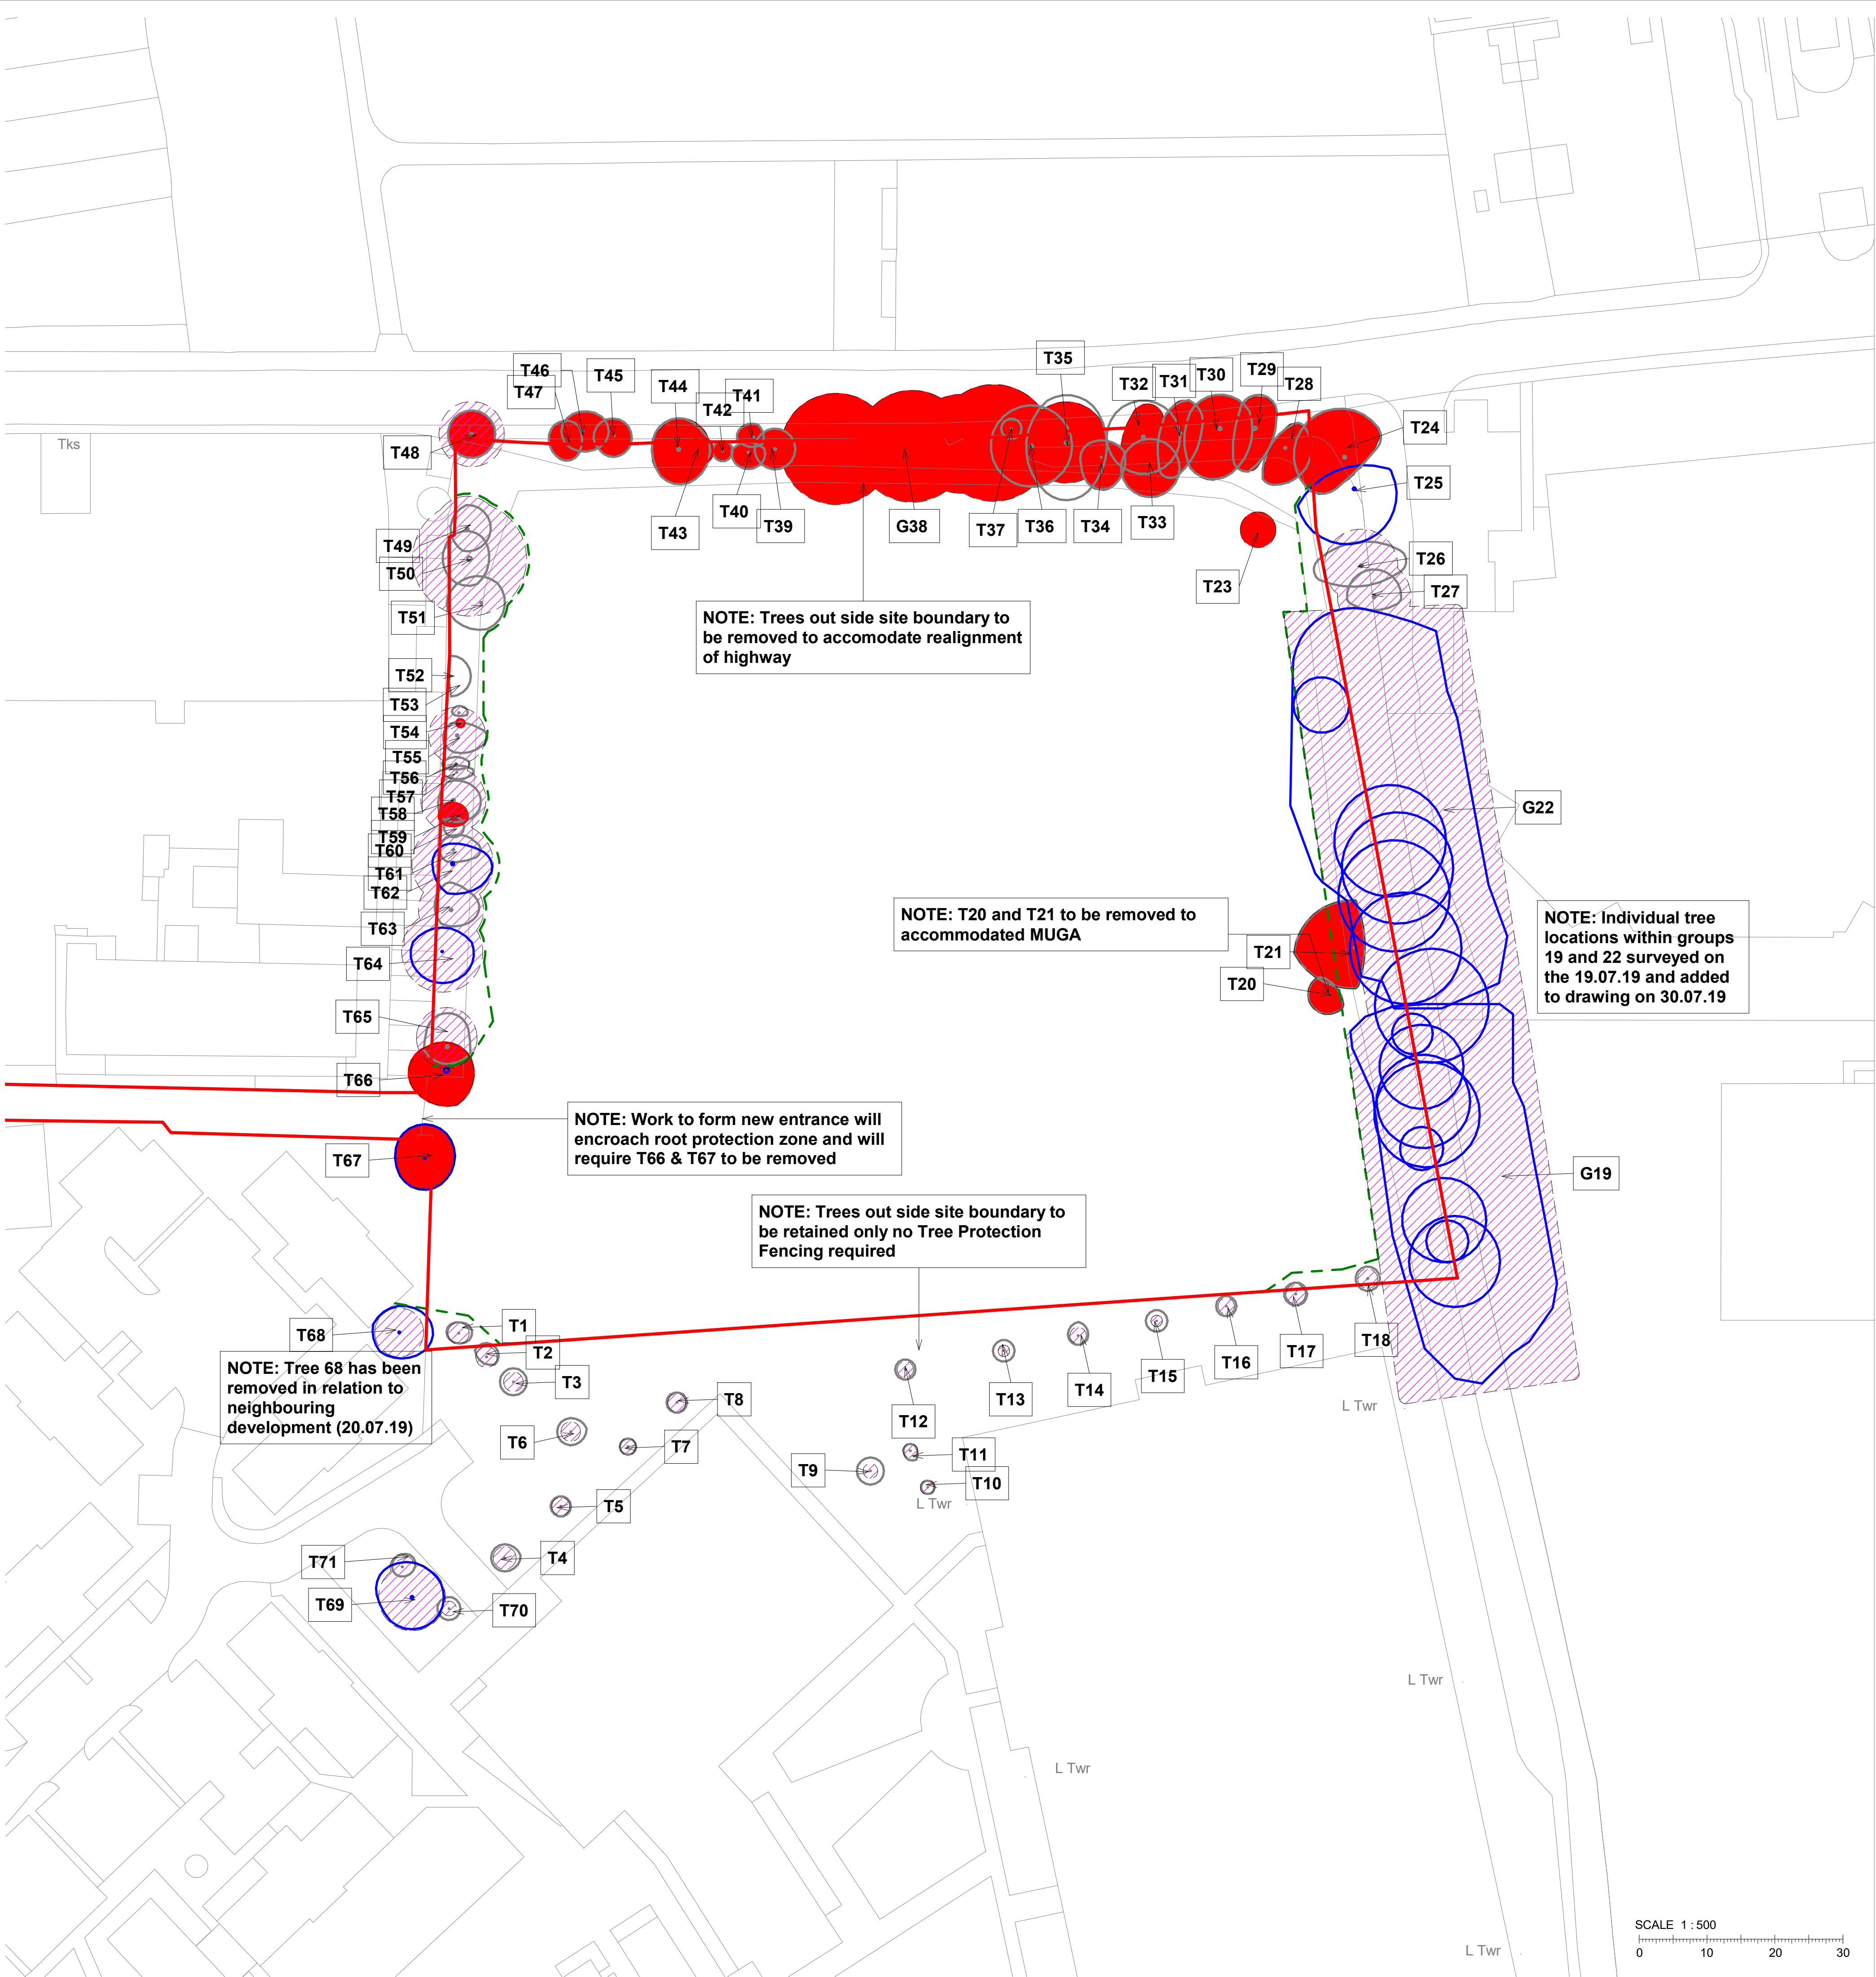 T35
T46
T45
T44
T41
T32
T31
T30
T29
T28
T47
T42
T24
T48
Tks
T25
T43
T40
T39
G38
T37
T36
T34
T33
T49
T50
T26
T23
T27
T51
NOTE: Trees out side site boundary to
be removed to accomodate realignment
of highway
T52
T53
T54
T55
T56
T57
T58
T59
T60
T61
T62
T63
T64
G22
NOTE: T20 and T21 to be removed to
accommodated MUGA
T21
T20
NOTE: Individual tree
locations within groups
19 and 22 surveyed on
the 19.07.19 and added
to drawing on 30.07.19
T65
T66
NOTE: Work to form new entrance will
encroach root protection zone and will
require T66 & T67 to be removed
T67
G19
NOTE: Trees out side site boundary to
be retained only no Tree Protection
Fencing required
T68
T1
T2
T3
NOTE: Tree 68 has been
removed in relation to
neighbouring
development (20.07.19)
T18
T17
T16
T15
T14
T13
T12
T8
T6
T7
T9
T11
T10
L Twr
L Twr
T5
T4
T71
T69
T70
L Twr
L Twr
L Twr
SCALE 1 : 500
0 10 20 30